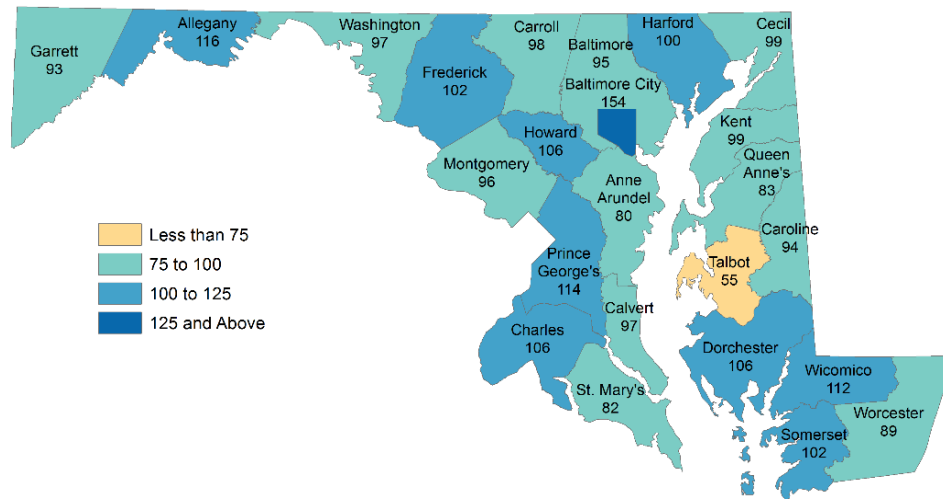 Garrett
93
Allegany
116
Washington
97
Frederick
102
Carroll
98
Baltimore
95
Baltimore City
154
Harford
100
Cecil
99
Howard
106
Montgomery
96
Kent
99
Queen
Anne's
83
Anne
Arundel
80
Caroline
94
Talbot
55
Prince
George's
114
Calvert
97
Charles
106
St. Mary's
82
Dorchester
106
Wicomico
112
Somerset
102
Worcester
89
Less than 75
75 to 100
100 to 125
125 and Above